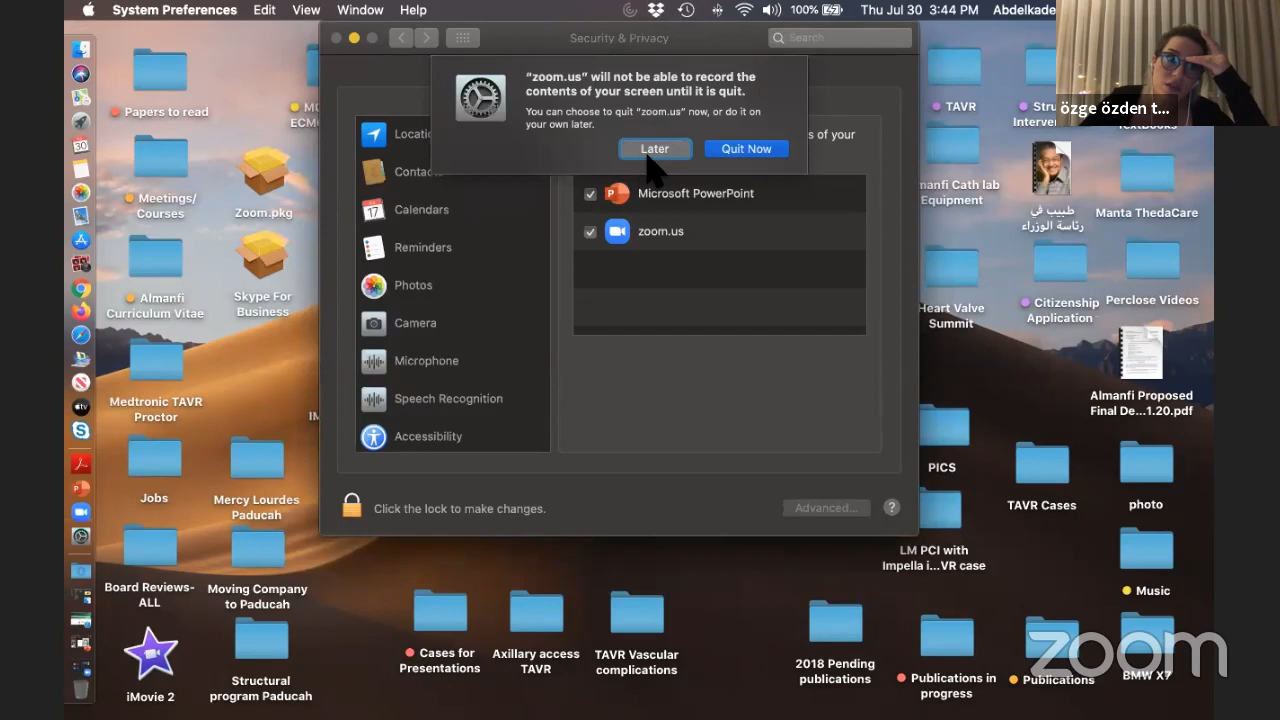 System Preferences Edit View Window Help
100% Thu Jul 30 3:44 PM Abdelkade
Security & Privacy
Search
özge özden t...
"zoom.us" will not be able to record the
contents of your screen until it is quit.
You can choose to quit "zoom.us" now, or do it on
your own later.
Later
Quit Now
s of your
Microsoft PowerPoint
zoom.us
Contac
Calendars
Reminders
Photos
Camera
Microphone
Speech Recognition
Accessibility
Click the lock to make changes.
Advanced...
?
Papers to read
Meetings/
Courses
Zoom.pkg
Almanfi
Curriculum Vitae
Skype For
Business
Medtronic TAVR
Proctor
Jobs
Mercy Lourdes
Paducah
Board Reviews-
ALL
Moving Company
to Paducah
iMovie 2
Structural
program Paducah
Cases for
Presentations
Axillary access
TAVR
TAVR Vascular
complications
2018 Pending
publications
Publications in
progress
Publications
BMW X7
TAVR
manfi Cath lab
Equipment
طبيب في
رئاسة الوزراء
Manta ThedaCare
Heart Valve
Summit
Citizenship
Application
Perclose Videos
Almanfi Proposed
Final De...1.20.pdf
PICS
TAVR Cases
photo
LM PCI with
Impella i...VR case
Music
zoom